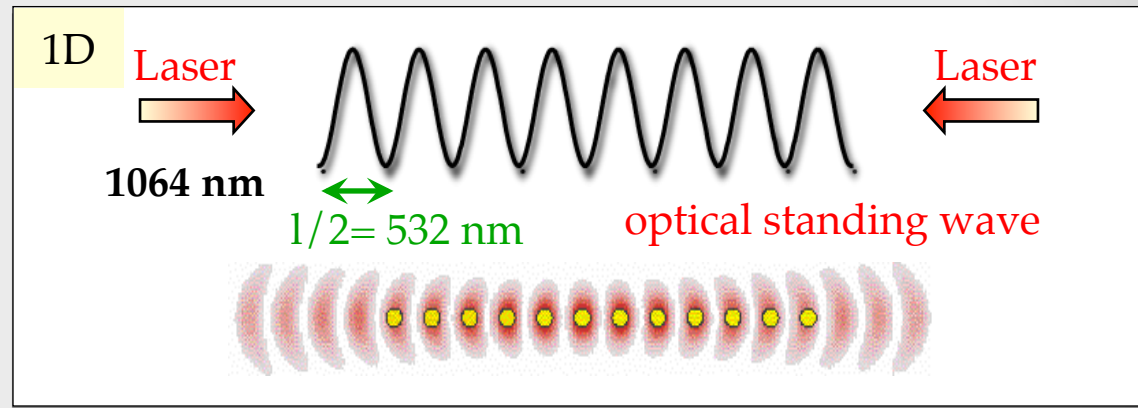 1D
Laser
Laser
1064 nm
l/2= 532 nm
optical standing wave